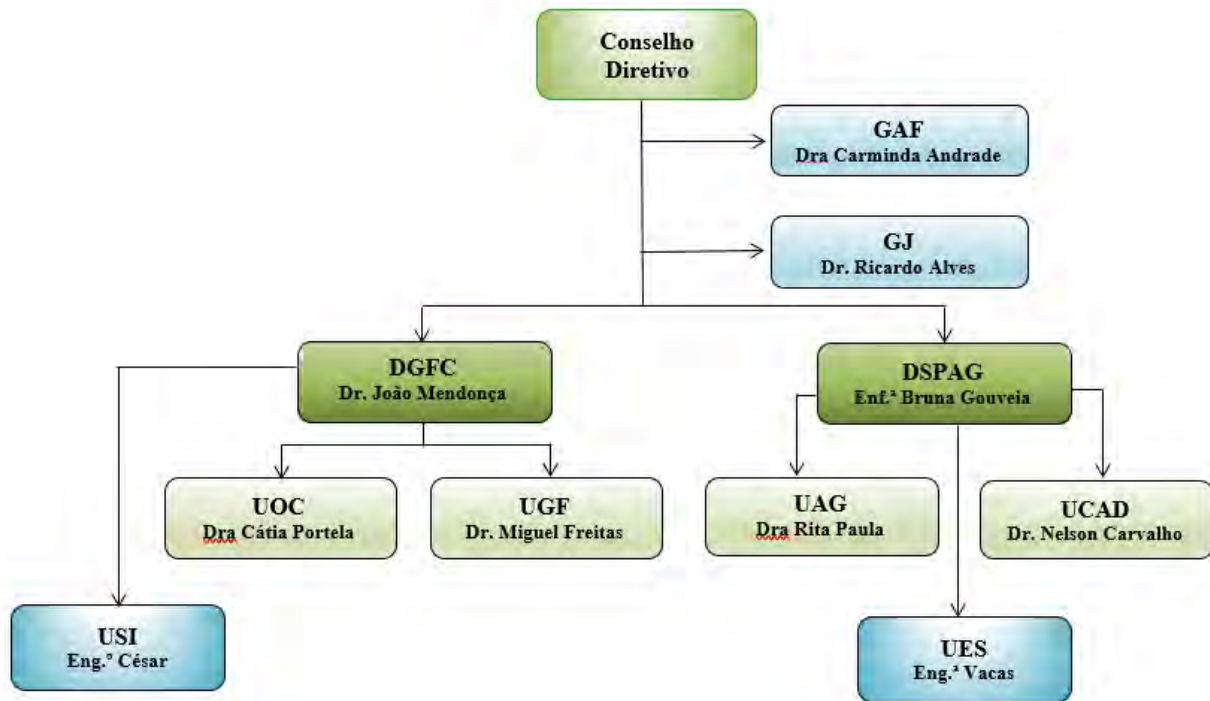 Conselho
Diretivo
GAF
Dra Carminda Andrade
GJ
Dr. Ricardo Alves
DGFC
Dr. João Mendonça
DSPAG
Enf.ª Bruna Gouveia
UOC
Dra Cátia Portela
UGF
Dr. Miguel Freitas
UAG
Dra Rita Paula
UCAD
Dr. Nelson Carvalho
USI
Eng.º César
UES
Eng.ª Vacas